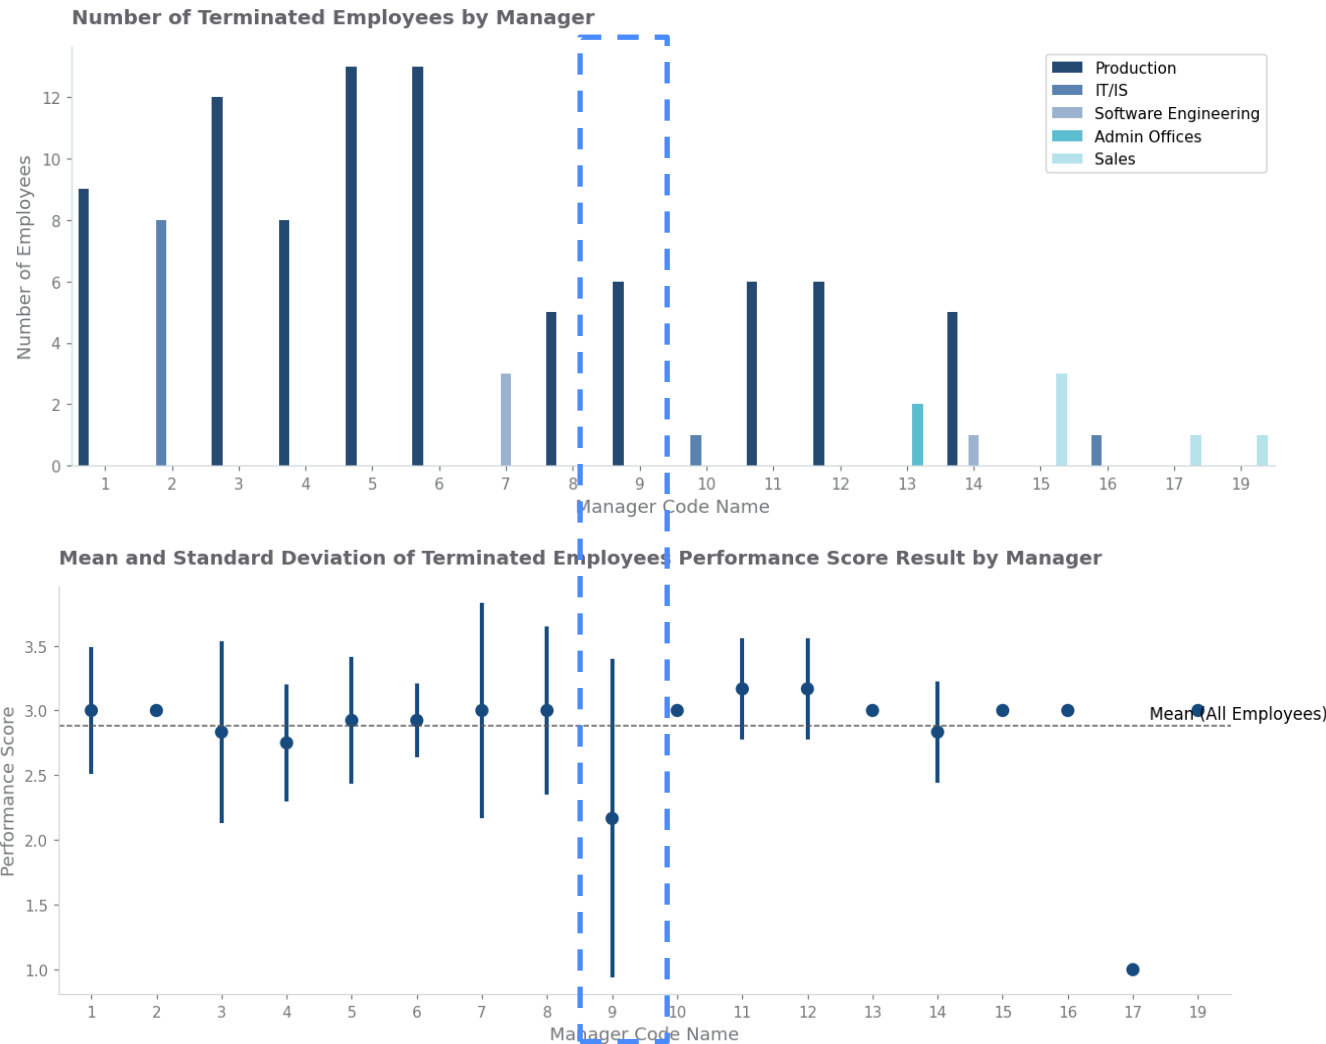 Number of Terminated Employees by Manager
Production
IT/IS
Software Engineering
Admin Offices
Sales
Number of Employees
12
10
8
6
4
2
0
1 2 3 4 5 6 7 8 9 10 11 12 13 14 15 16 17 19
Manager Code Name
Mean and Standard Deviation of Terminated Employees Performance Score Result by Manager
Performance Score
3.5
3.0
2.5
2.0
1.5
1.0
Mean (All Employees)
1 2 3 4 5 6 7 8 9 10 11 12 13 14 15 16 17 19
Manager Code Name